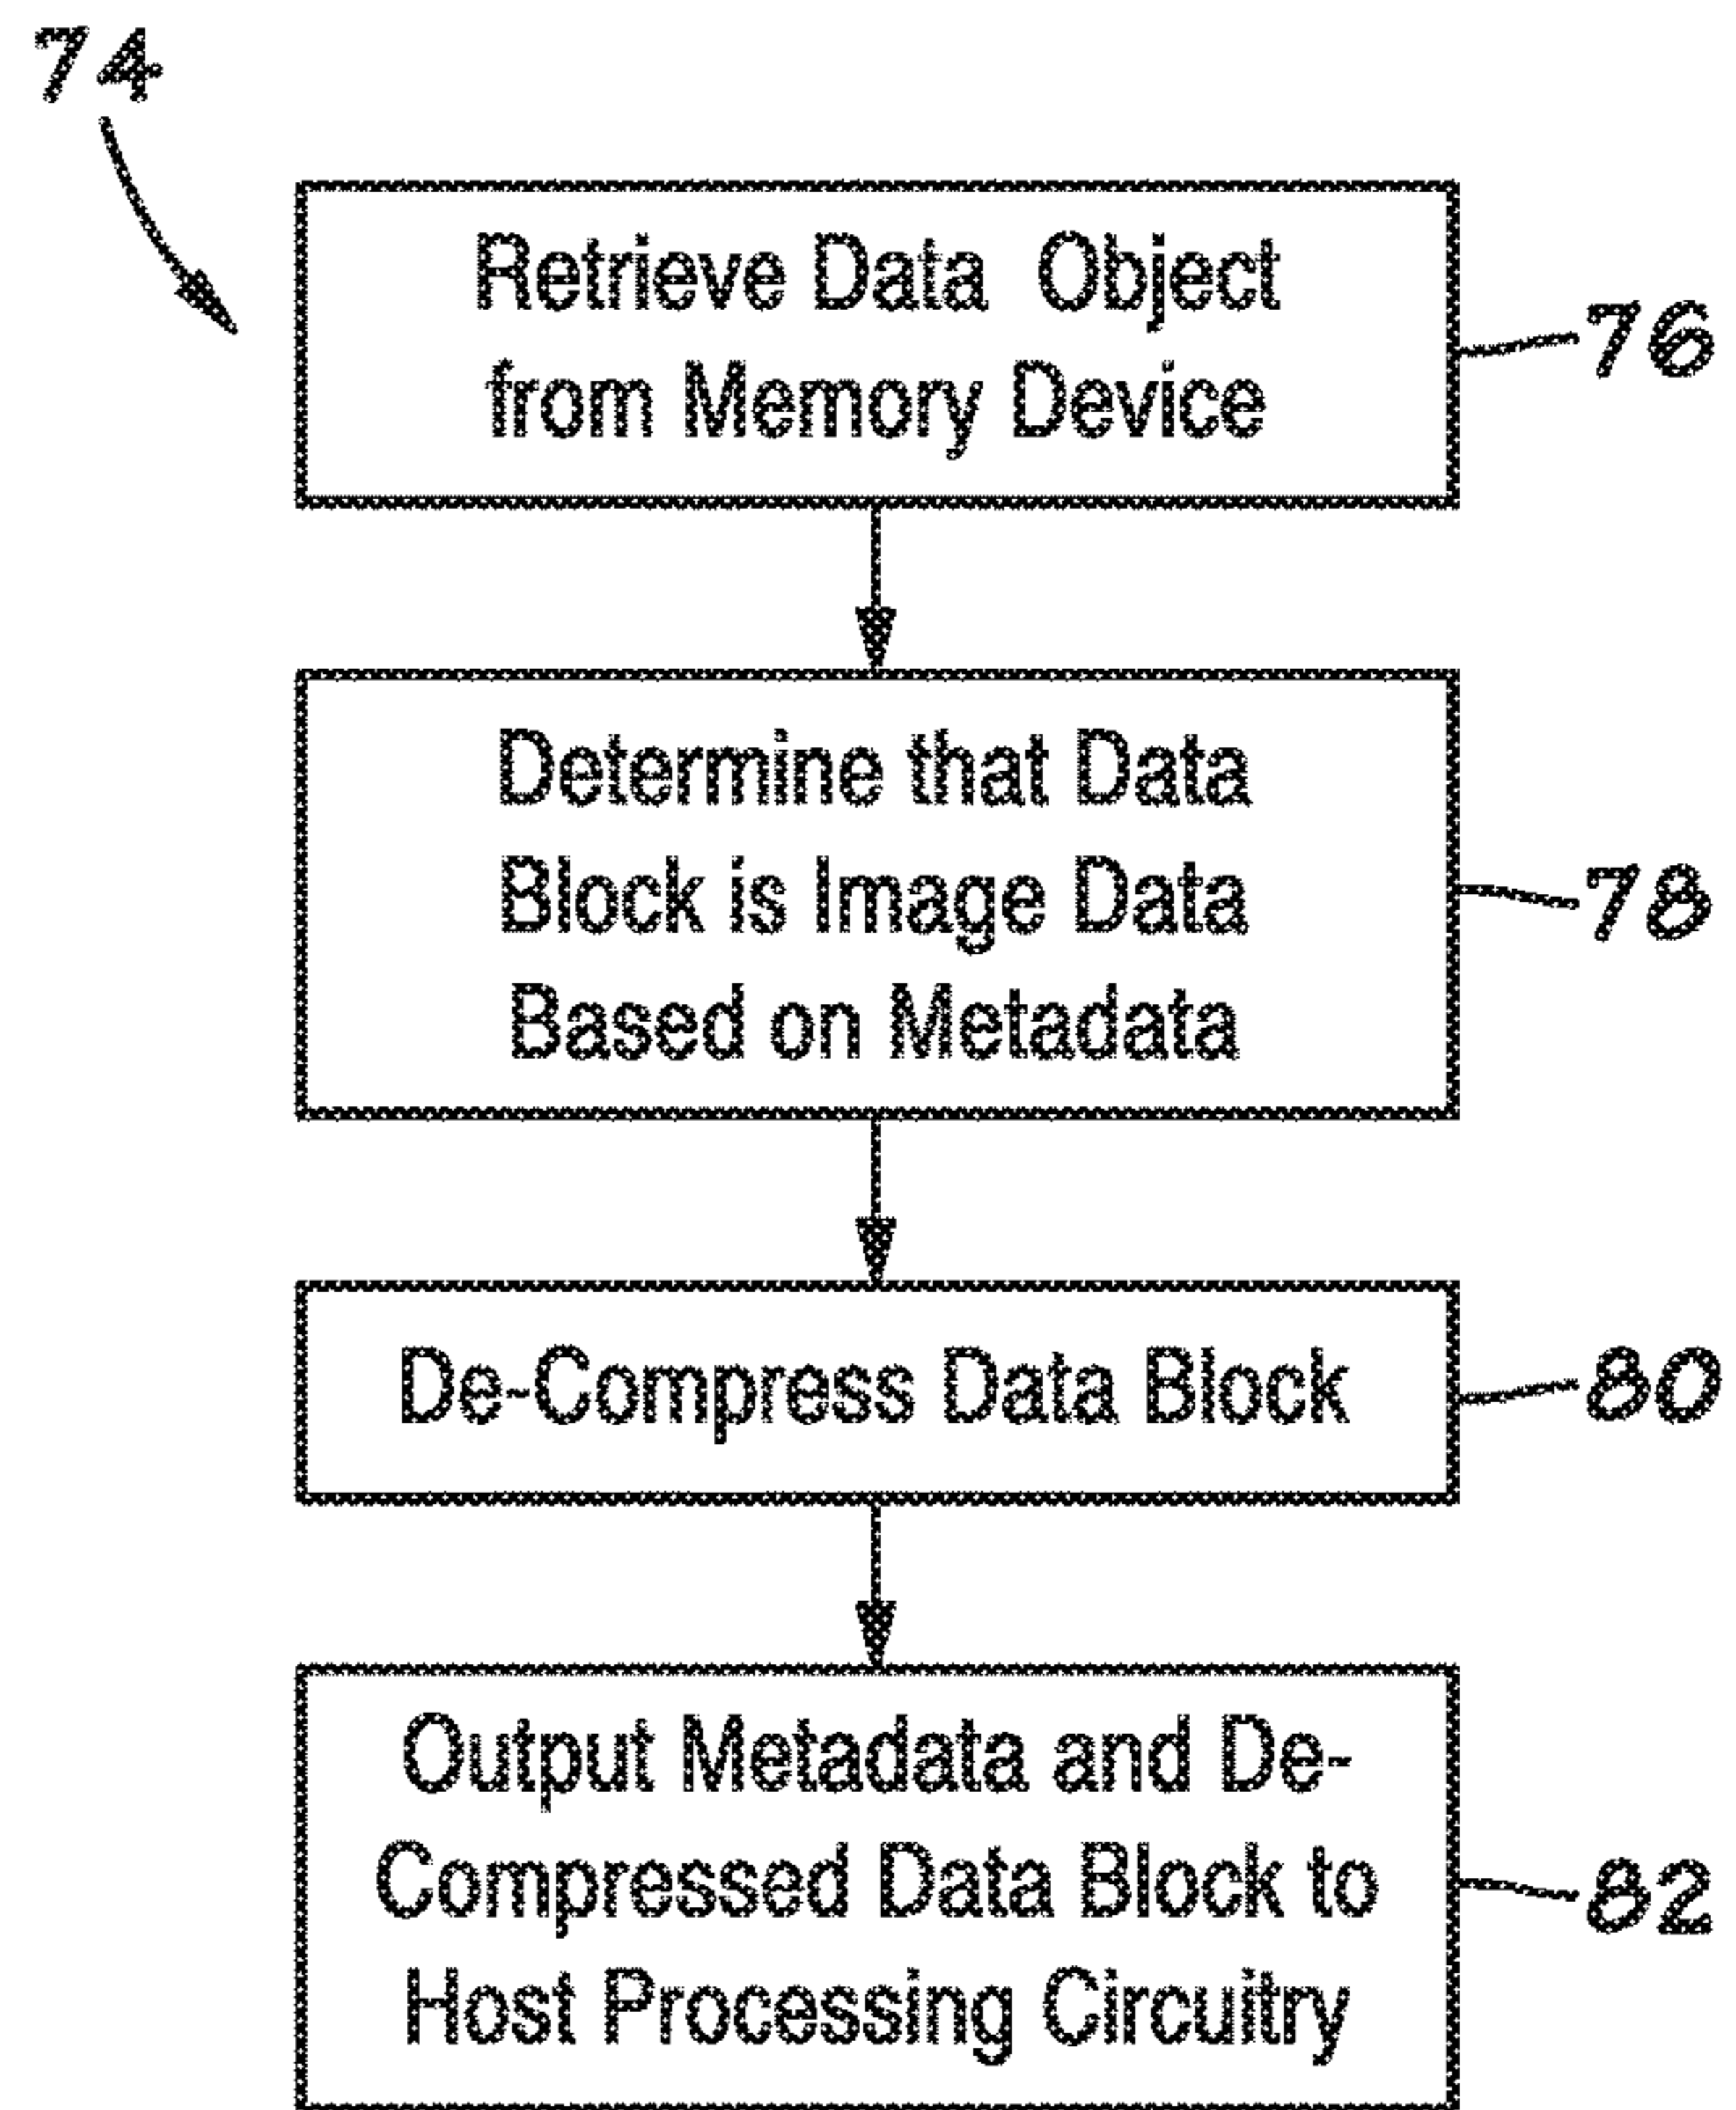 74
Retrieve Data Object
from Memory Device
76
Determine that Data
Block is Image Data
Based on Metadata
78
De-Compress Data Block
80
Output Metadata and De-
Compressed Data Block to
Host Processing Circuitry
82